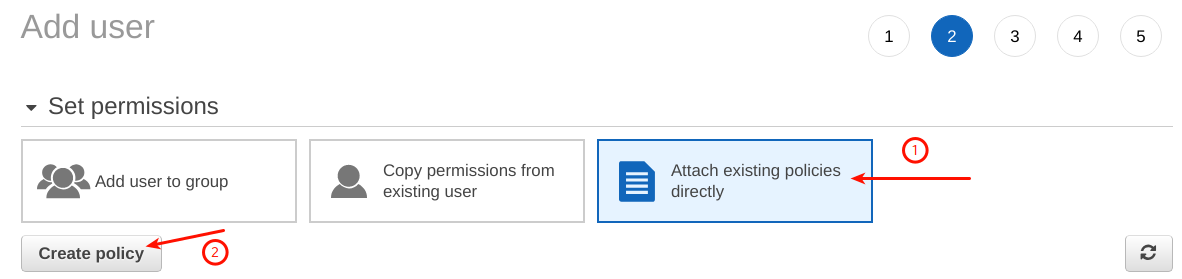 Add user
1 2 3 4 5
Set permissions
Add user to group
Copy permissions from
existing user
Attach existing policies
directly
1
Create policy
2